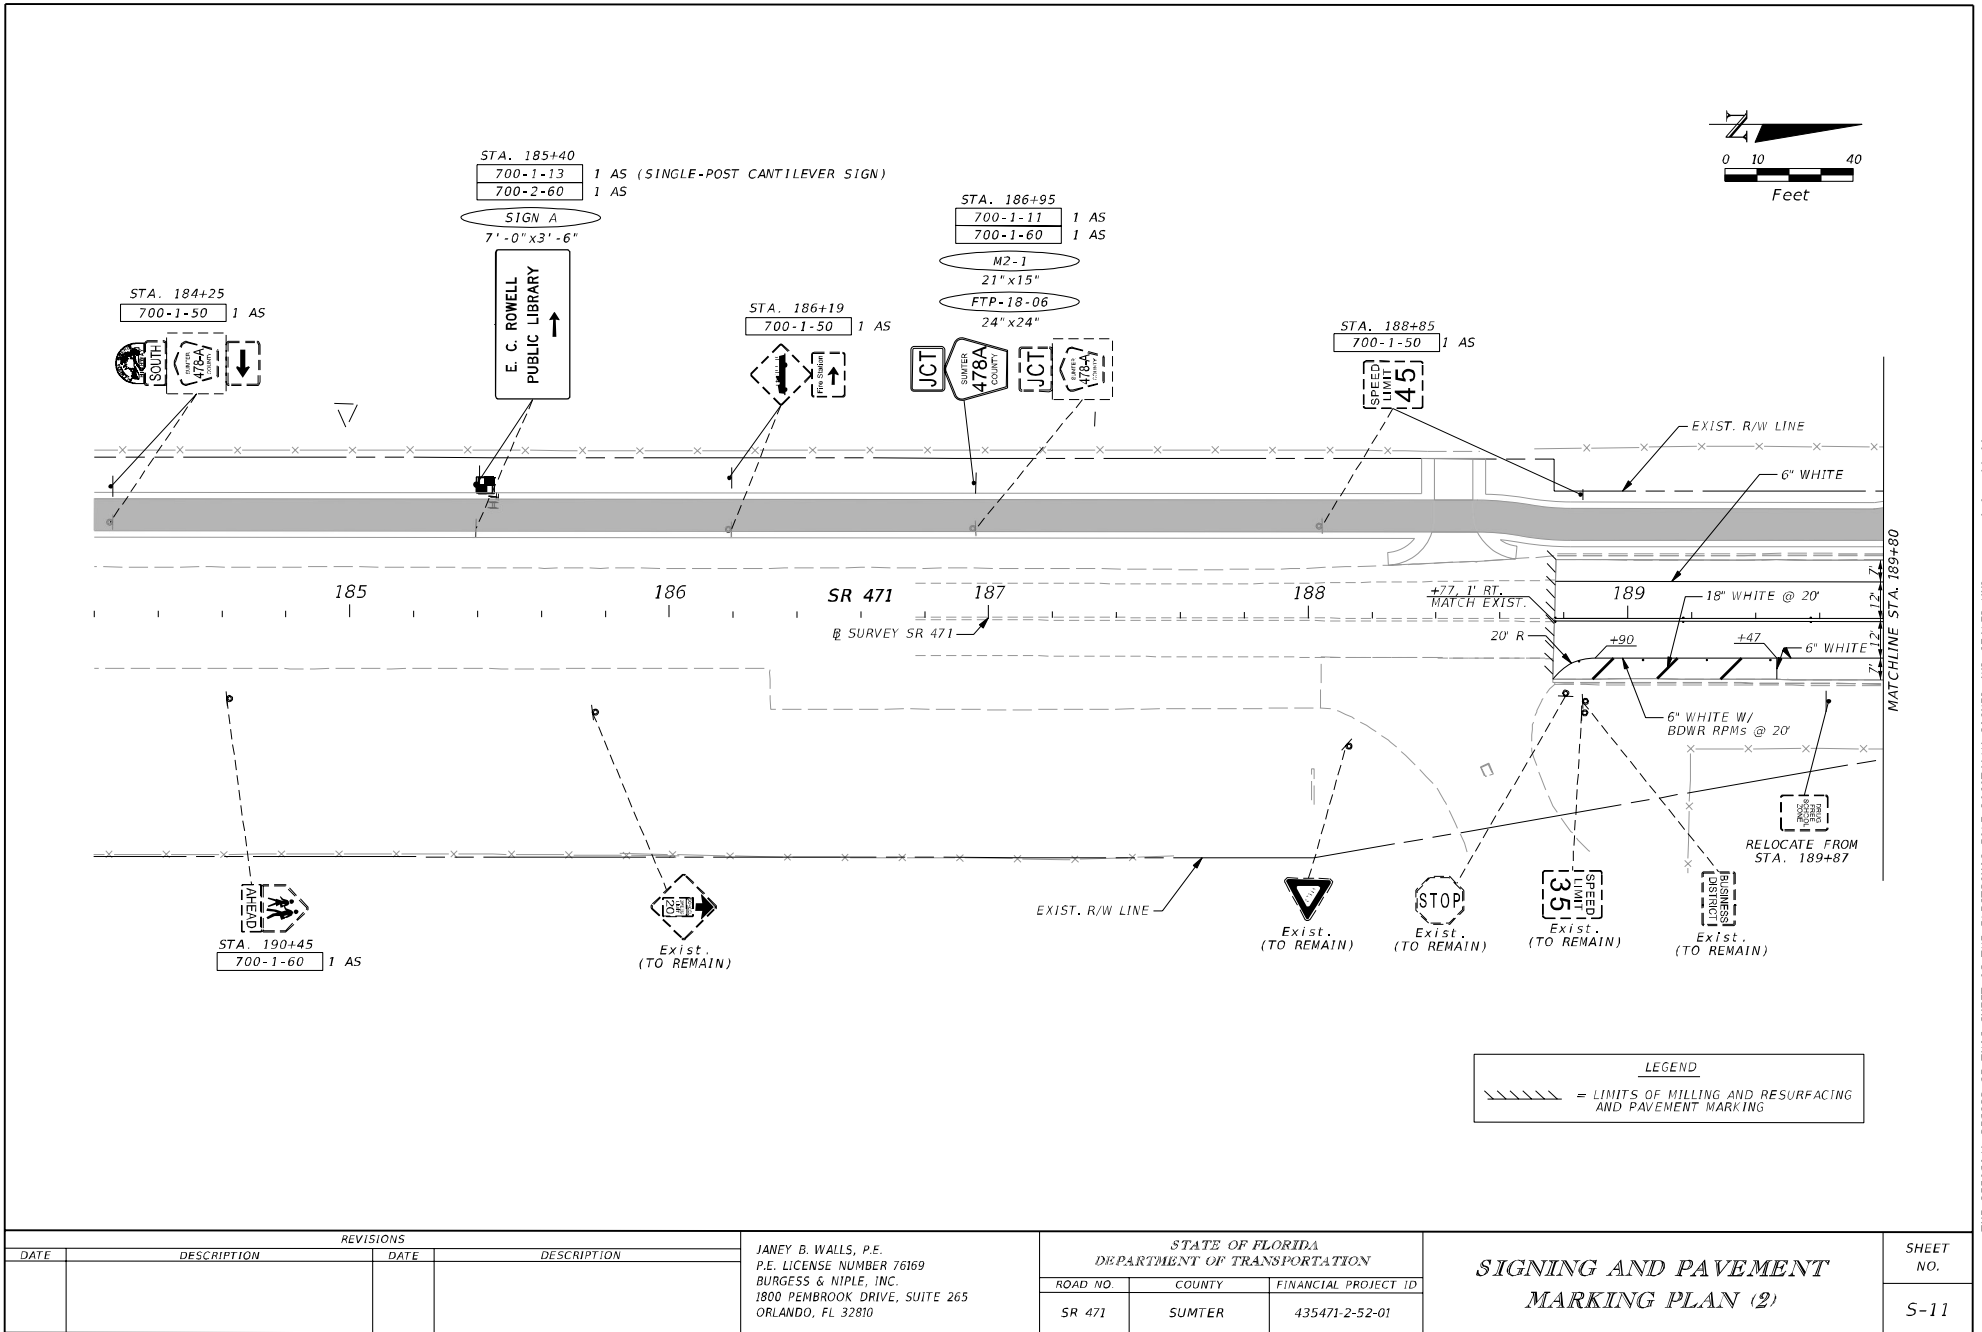 N
0 10 40
Feet
STA. 185+40
700-1-13 1 AS (SINGLE-POST CANTILEVER SIGN)
700-2-60 1 AS
SIGN A
7'-0"x3'-6"
E. C. ROWELL
PUBLIC LIBRARY
STA. 186+95
700-1-11 1 AS
700-1-60 1 AS
M2-1
21"x15"
FTP-18-06
24"x24"
JCT
SUMTER
478A
COUNTY
JCT
SUMTER
478-A
COUNTY
STA. 184+25
700-1-50 1 AS
SOUTH
SUMTER
478-A
COUNTY
STA. 186+19
700-1-50 1 AS
Fire Station
STA. 188+85
700-1-50 1 AS
SPEED
LIMIT
45
EXIST. R/W LINE
6" WHITE
MATCHLINE STA. 189+80
185
186
SR 471
187
188
189
℄ SURVEY SR 471
+77, 1' RT.
MATCH EXIST.
18" WHITE @ 20'
20' R
+90
+47
6" WHITE
7'
12'
12'
7'
6" WHITE W/
BDWR RPMs @ 20'
DRUG
FREE
SCHOOL
ZONE
RELOCATE FROM
STA. 189+87
EXIST. R/W LINE
AHEAD
STA. 190+45
700-1-60 1 AS
20
Exist.
(TO REMAIN)
Exist.
(TO REMAIN)
STOP
Exist.
(TO REMAIN)
SPEED
LIMIT
35
Exist.
(TO REMAIN)
BUSINESS
DISTRICT
Exist.
(TO REMAIN)
LEGEND
= LIMITS OF MILLING AND RESURFACING
AND PAVEMENT MARKING
REVISIONS
DATE DESCRIPTION DATE DESCRIPTION
JANEY B. WALLS, P.E.
P.E. LICENSE NUMBER 76169
BURGESS & NIPLE, INC.
1800 PEMBROOK DRIVE, SUITE 265
ORLANDO, FL 32810
STATE OF FLORIDA
DEPARTMENT OF TRANSPORTATION
ROAD NO. COUNTY FINANCIAL PROJECT ID
SR 471 SUMTER 435471-2-52-01
SIGNING AND PAVEMENT
MARKING PLAN (2)
SHEET
NO.
S-11